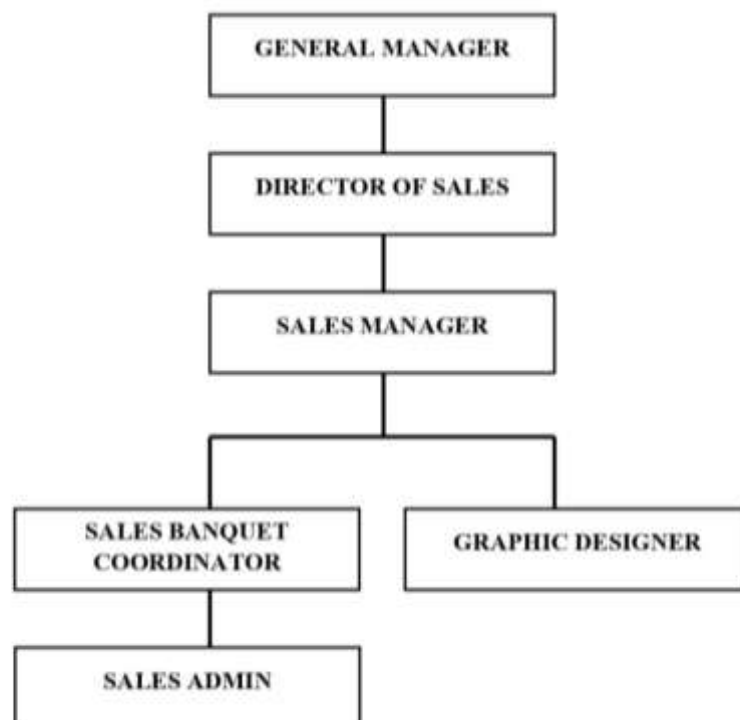 GENERAL MANAGER
DIRECTOR OF SALES
SALES MANAGER
SALES BANQUET
COORDINATOR
GRAPHIC DESIGNER
SALES ADMIN